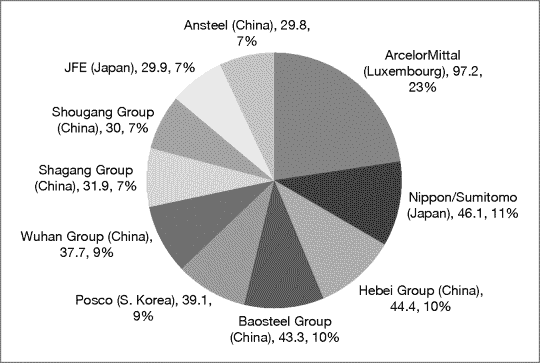 Ansteel (China), 29.8,
7%
ArcelorMittal
(Luxembourg), 97.2,
23%
Nippon/Sumitomo
(Japan), 46.1, 11%
Hebei Group (China),
44.4, 10%
Baosteel Group
(China), 43.3, 10%
Posco (S. Korea), 39.1,
9%
Wuhan Group (China),
37.7, 9%
Shagang Group
(China), 31.9, 7%
Shougang Group
(China), 30, 7%
JFE (Japan), 29.9, 7%